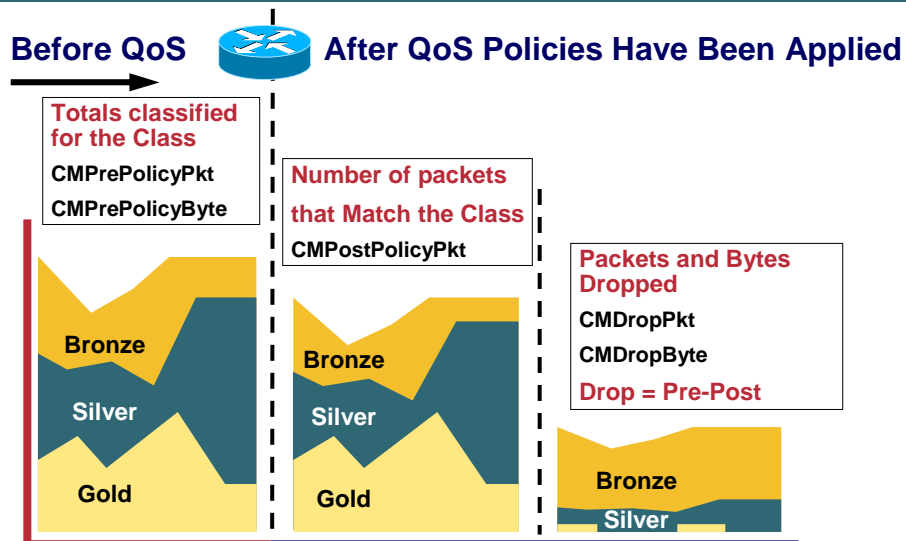 Before QoS
After QoS Policies Have Been Applied
Totals classified
for the Class
CMPrePolicyPkt
CMPrePolicyByte
Number of packets
that Match the Class
CMPostPolicyPkt
Packets and Bytes
Dropped
CMDropPkt
CMDropByte
Drop = Pre-Post
Bronze
Silver
Gold
Bronze
Silver
Gold
Bronze
Silver